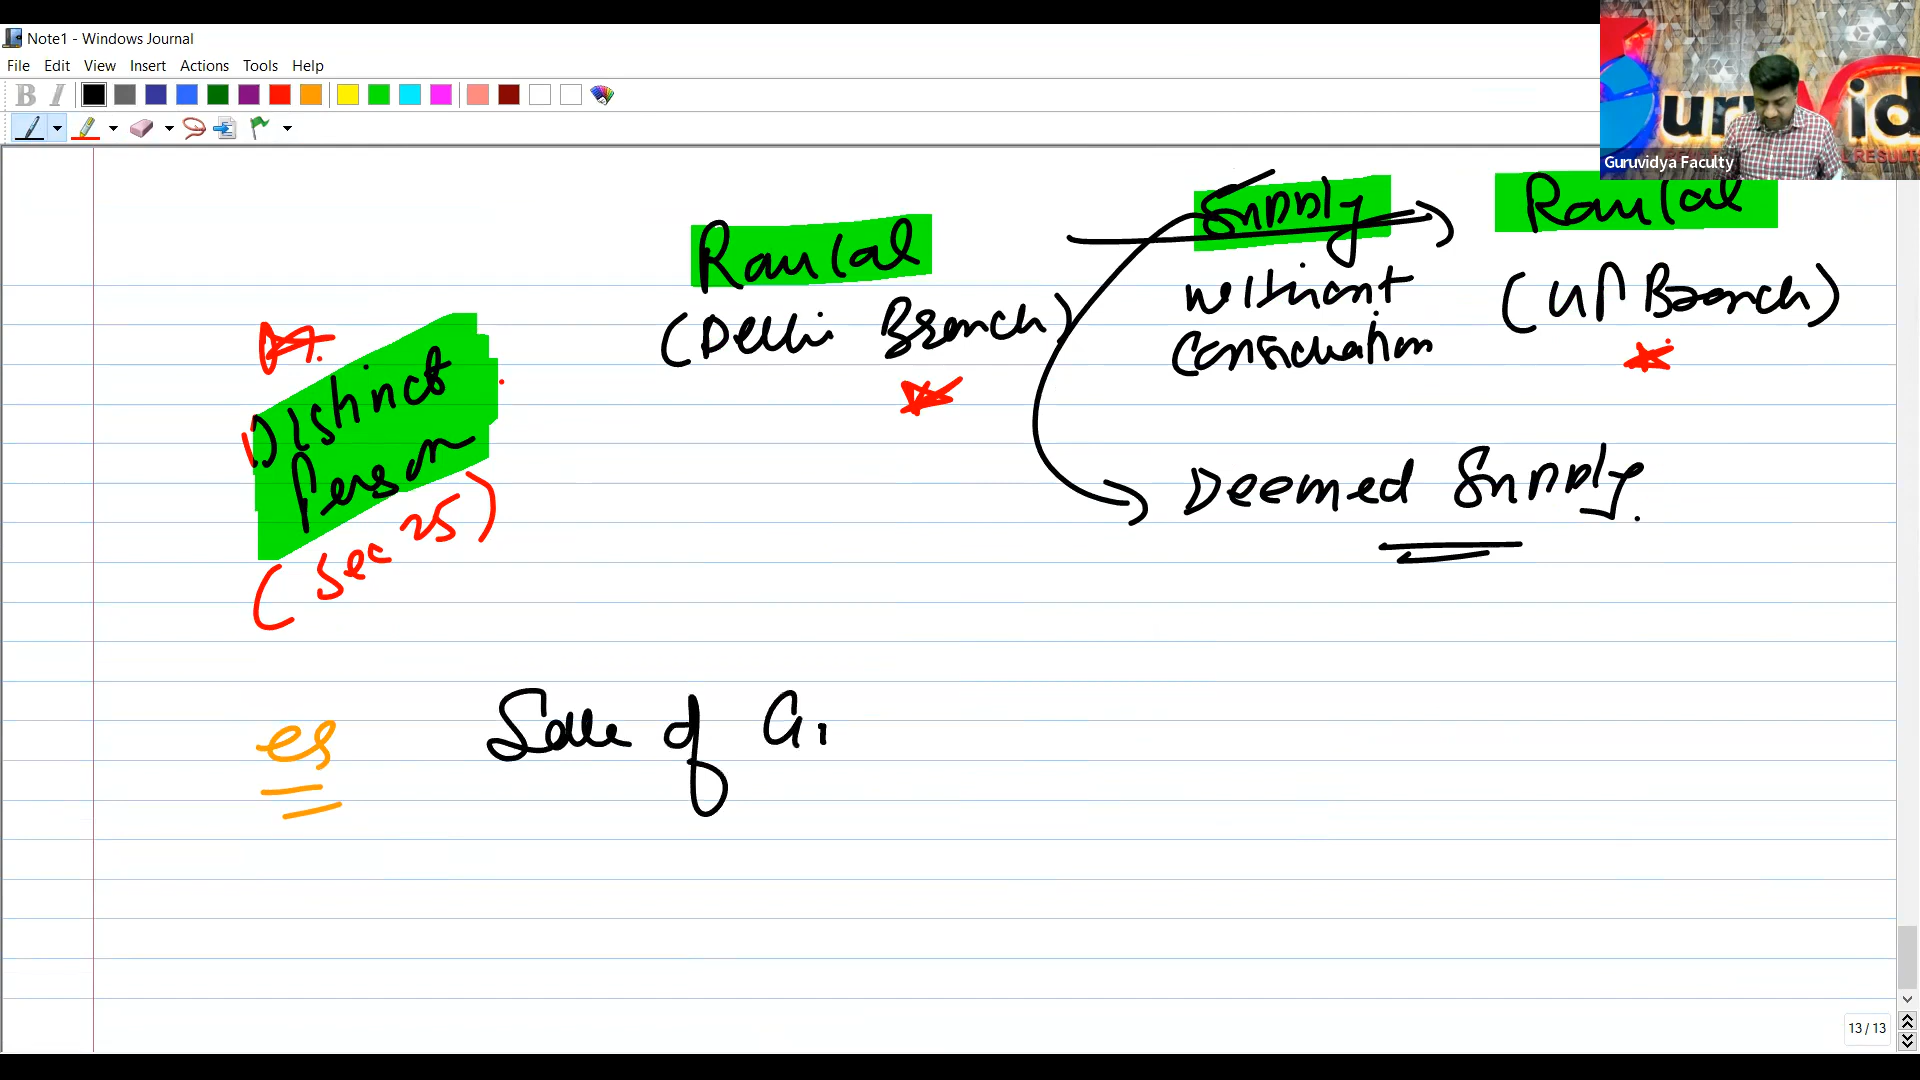 Note1 - Windows Journal
File Edit View Insert Actions Tools Help
B I
Guruvidya Faculty
Supply
Ramlal
Ramlal
without
(UP Branch)
(Delhi Branch)
Consideration
Distinct
Person
Deemed Supply.
(Sec 25)
eg
Sale of G
13 / 13